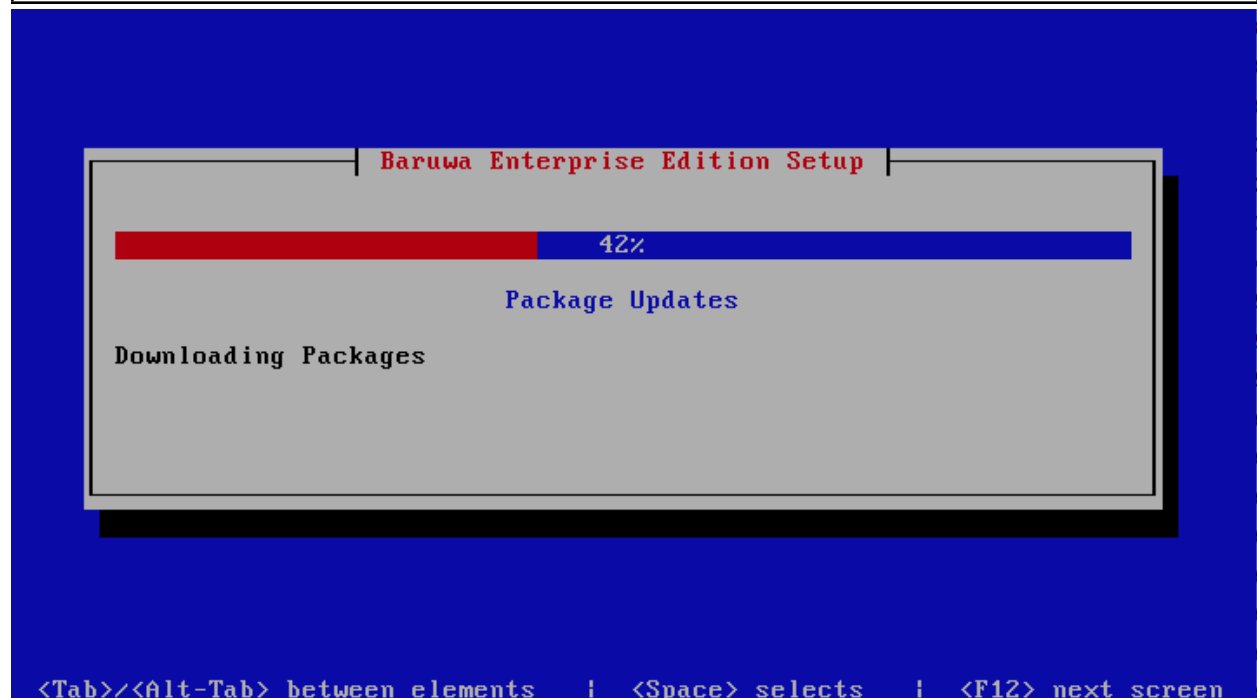 Baruwa Enterprise Edition Setup
42%
Package Updates
Downloading Packages
<Tab>/<Alt-Tab> between elements | <Space> selects | <F12> next screen